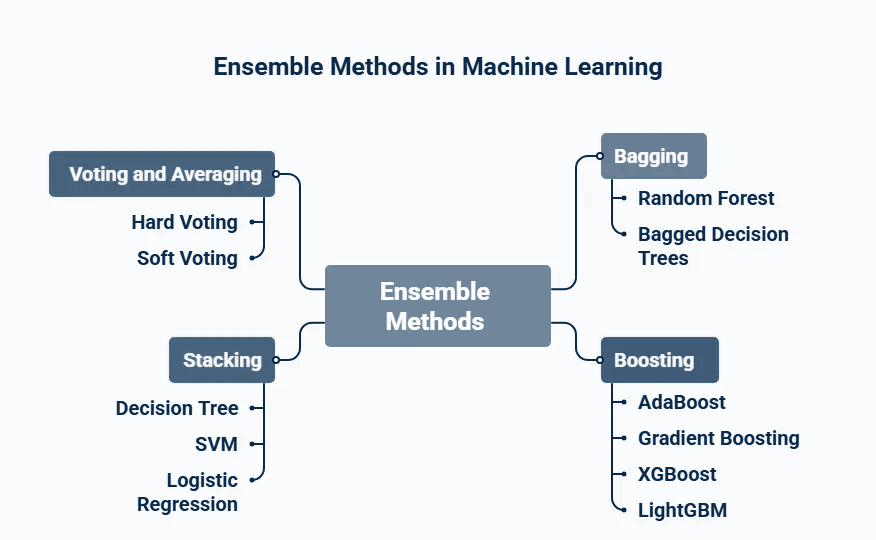 Ensemble Methods in Machine Learning
Voting and Averaging
Hard Voting
Soft Voting
Stacking
Decision Tree
SVM
Logistic
Regression
Ensemble
Methods
Bagging
Random Forest
Bagged Decision
Trees
Boosting
AdaBoost
Gradient Boosting
XGBoost
LightGBM